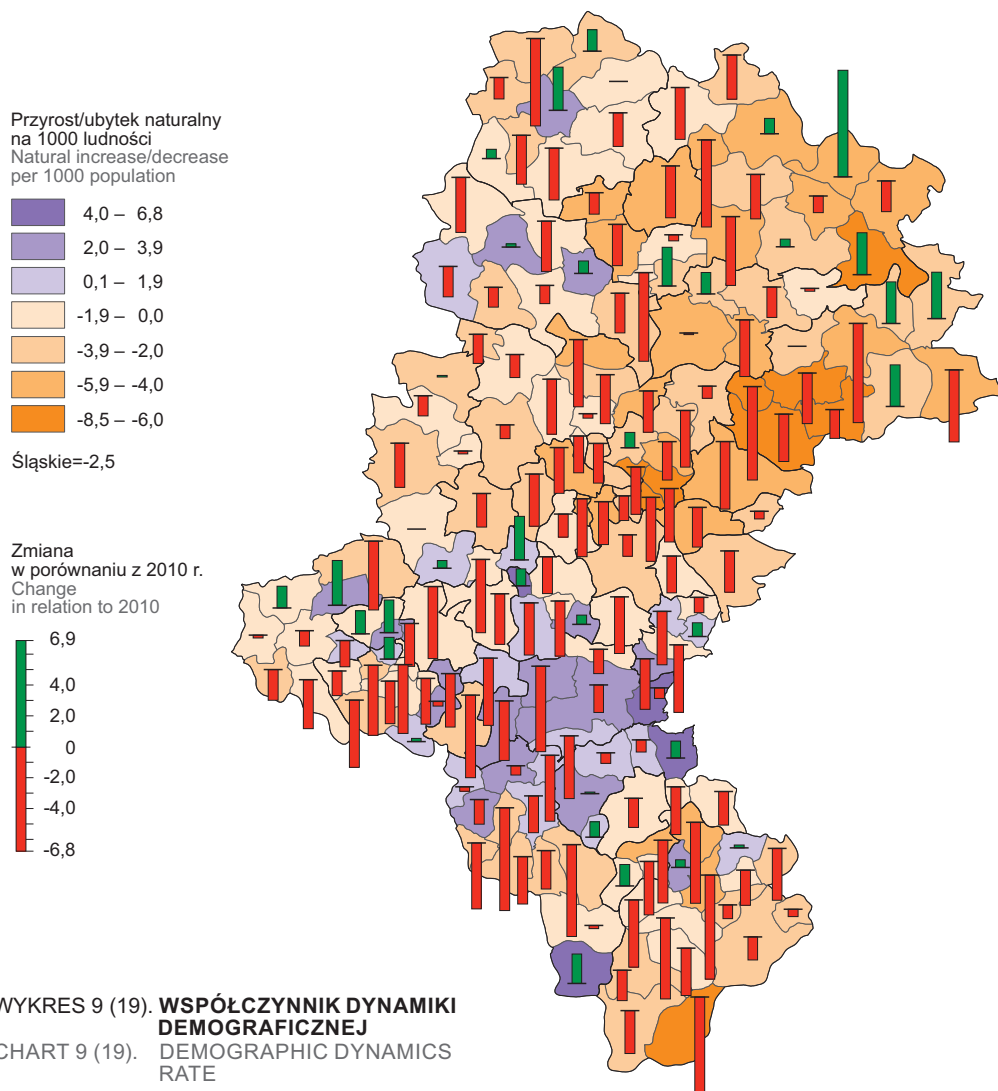 Przyrost/ubytek naturalny
na 1000 ludności
Natural increase/decrease
per 1000 population
4,0 – 6,8
2,0 – 3,9
0,1 – 1,9
-1,9 – 0,0
-3,9 – -2,0
-5,9 – -4,0
-8,5 – -6,0
Śląskie=-2,5
Zmiana
w porównaniu z 2010 r.
Change
in relation to 2010
6,9
4,0
2,0
0
-2,0
-4,0
-6,8
WYKRES 9 (19). WSPÓŁCZYNNIK DYNAMIKI
DEMOGRAFICZNEJ
CHART 9 (19). DEMOGRAPHIC DYNAMICS
RATE